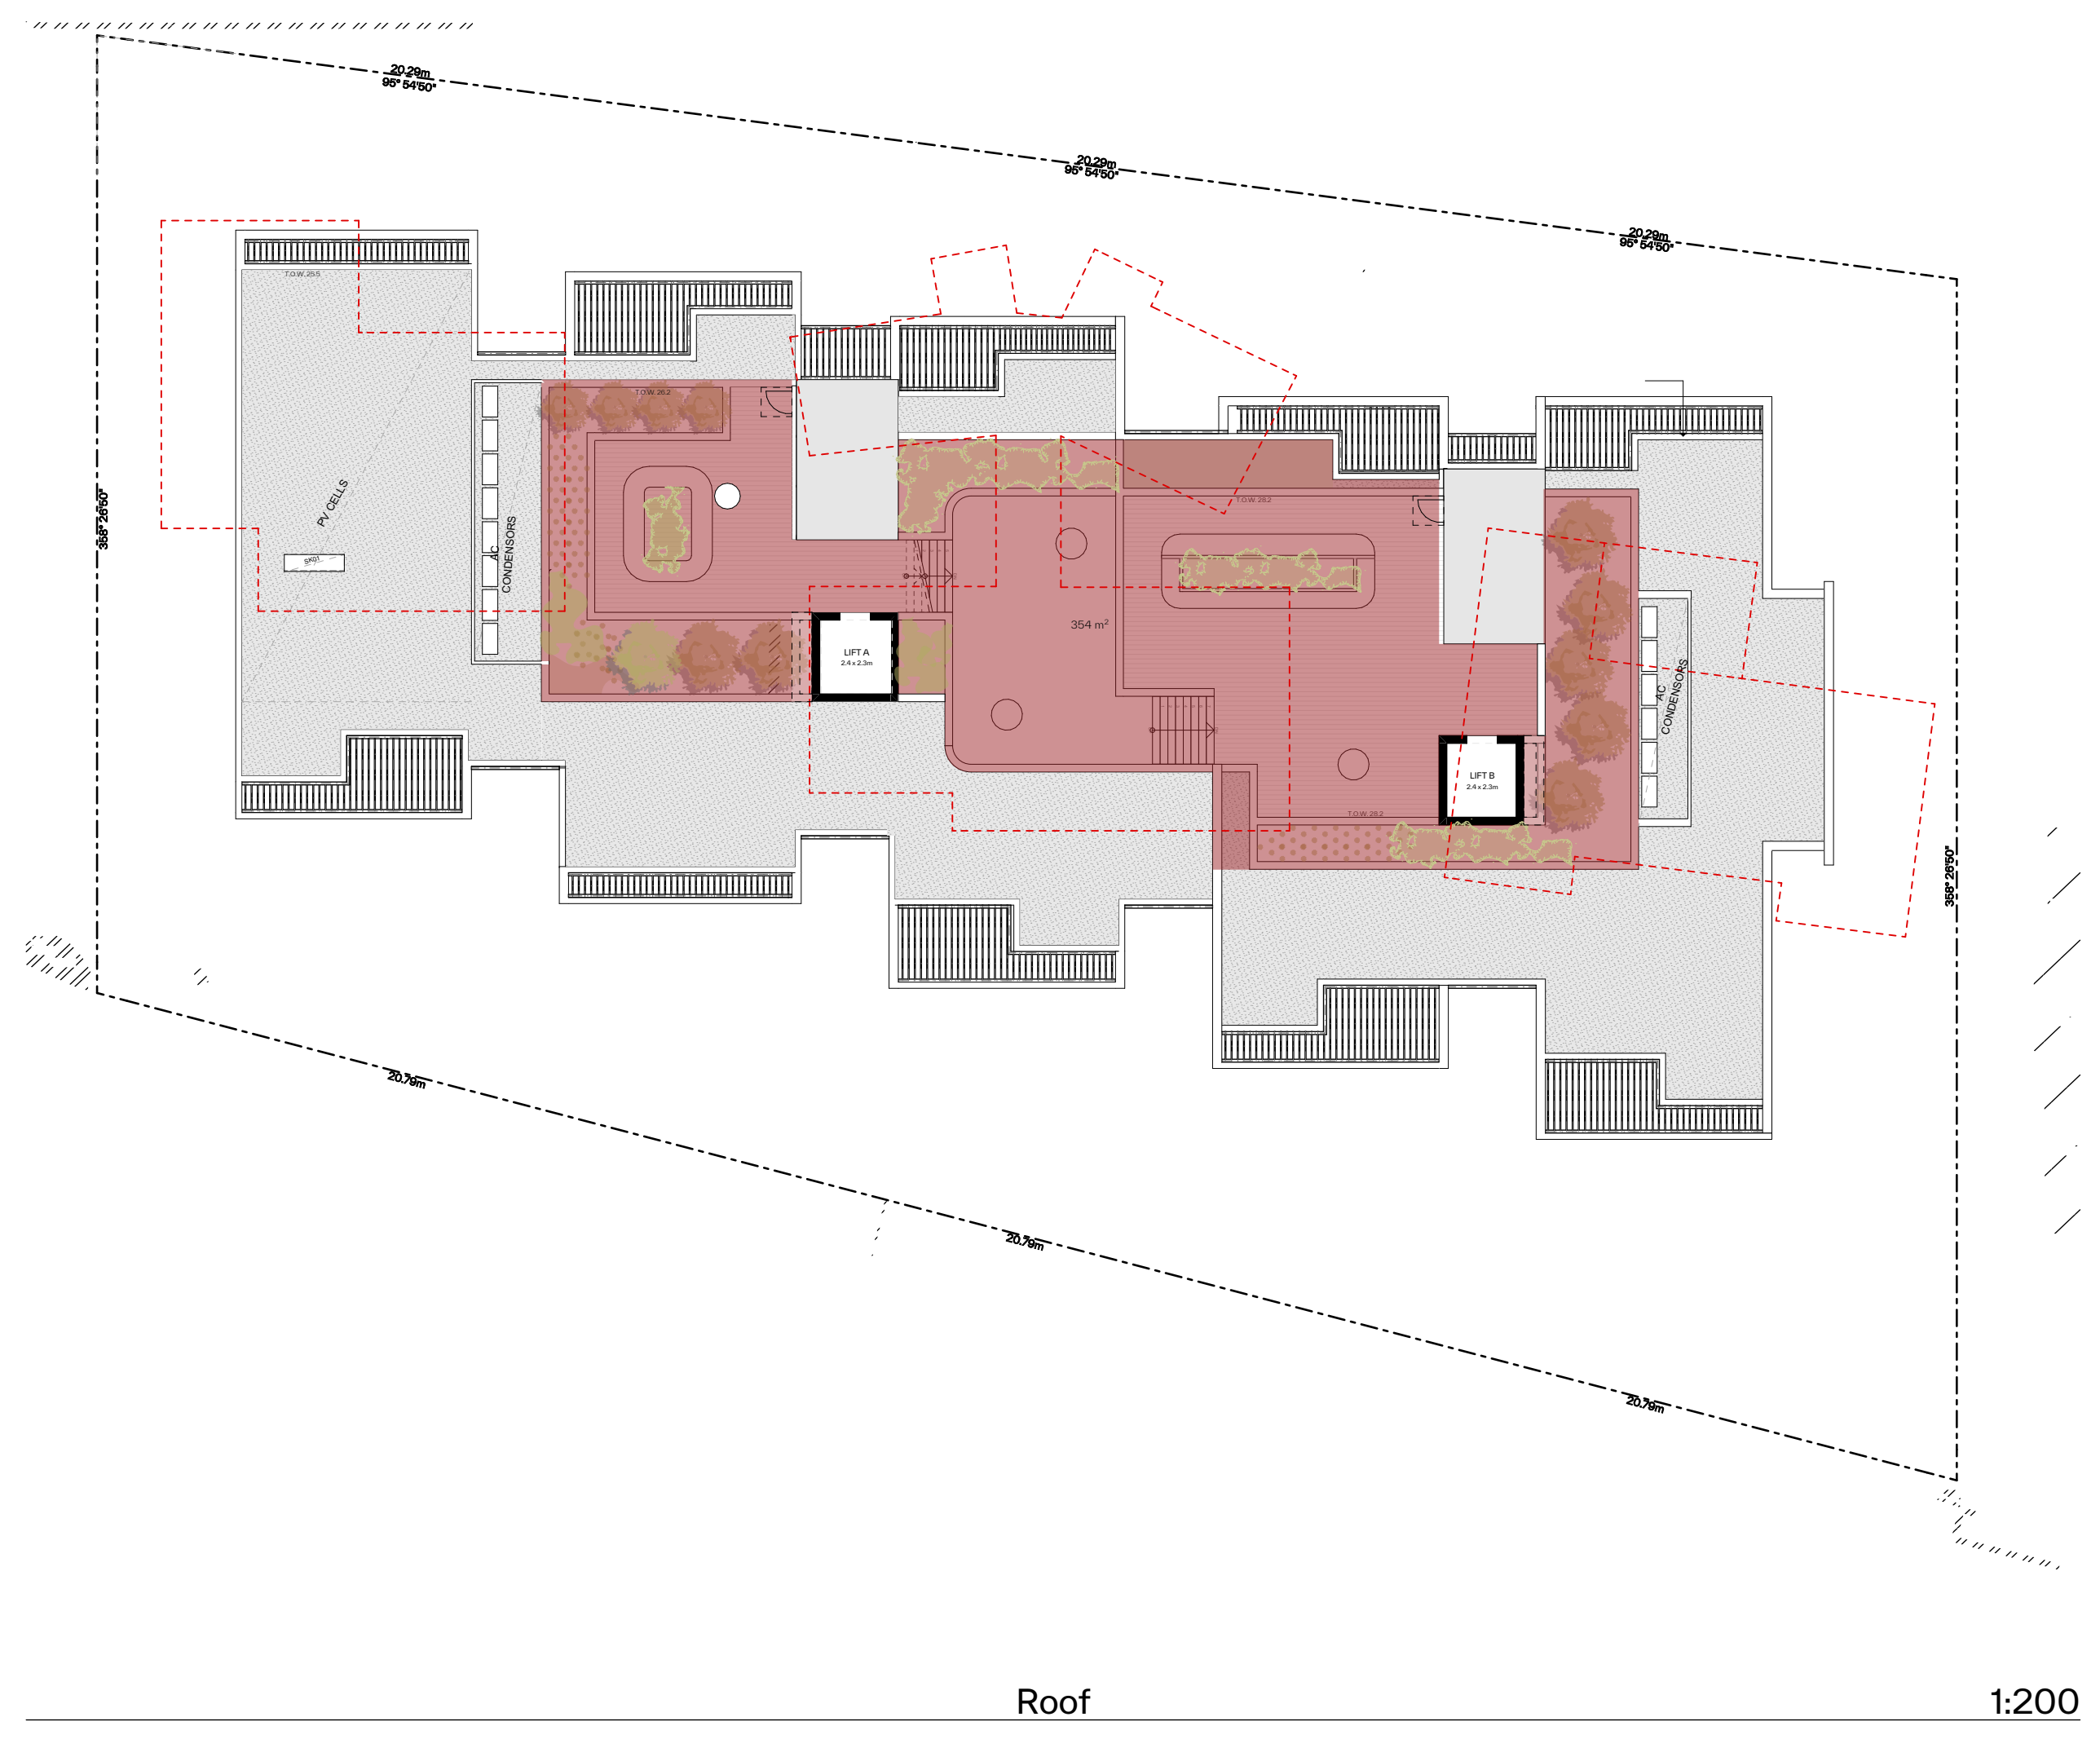 20.29m
95° 54'50"
20.29m
95° 54'50"
20.29m
95° 54'50"
T.O.W. 25.5
T.O.W. 26.2
358° 26'50"
PV CELLS
SK01
AC
CONDENSORS
T.O.W. 28.2
354 m²
LIFT A
2.4 x 2.3m
AC
CONDENSORS
LIFT B
2.4 x 2.3m
T.O.W. 28.2
358° 26'50"
20.79m
20.79m
20.79m
Roof
1:200